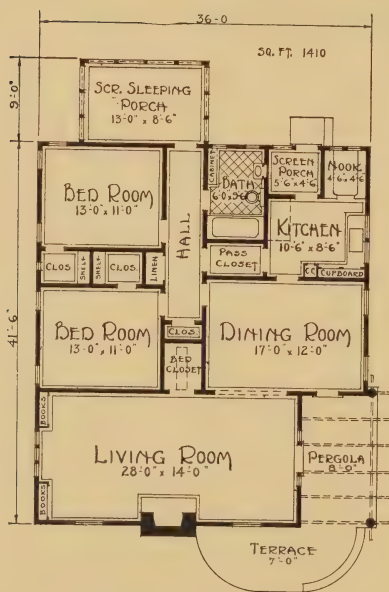 36-0
SQ. FT. 1410
9'-0"
SCR. SLEEPING
PORCH
13'-0" x 8'-6"
BED ROOM
13'-0" x 11'-0"
HALL
CABINET
BATH
SCREEN
PORCH
5'-6" x 4'-6"
NOOK
4'-6" x 4'-6"
KITCHEN
10'-6" x 8'-6"
CLOS.
SHELF
SHELF
CLOS.
LINEN
PASS
CLOSET
C.C.
CUPBOARD
41'-6"
BED ROOM
13'-0" x 11'-0"
CLOS.
BED
CLOSET
DINING ROOM
17'-0" x 12'-0"
BOOKS
LIVING ROOM
28'-0" x 14'-0"
BOOKS
PERGOLA
8'-0"
TERRACE
7'-0"